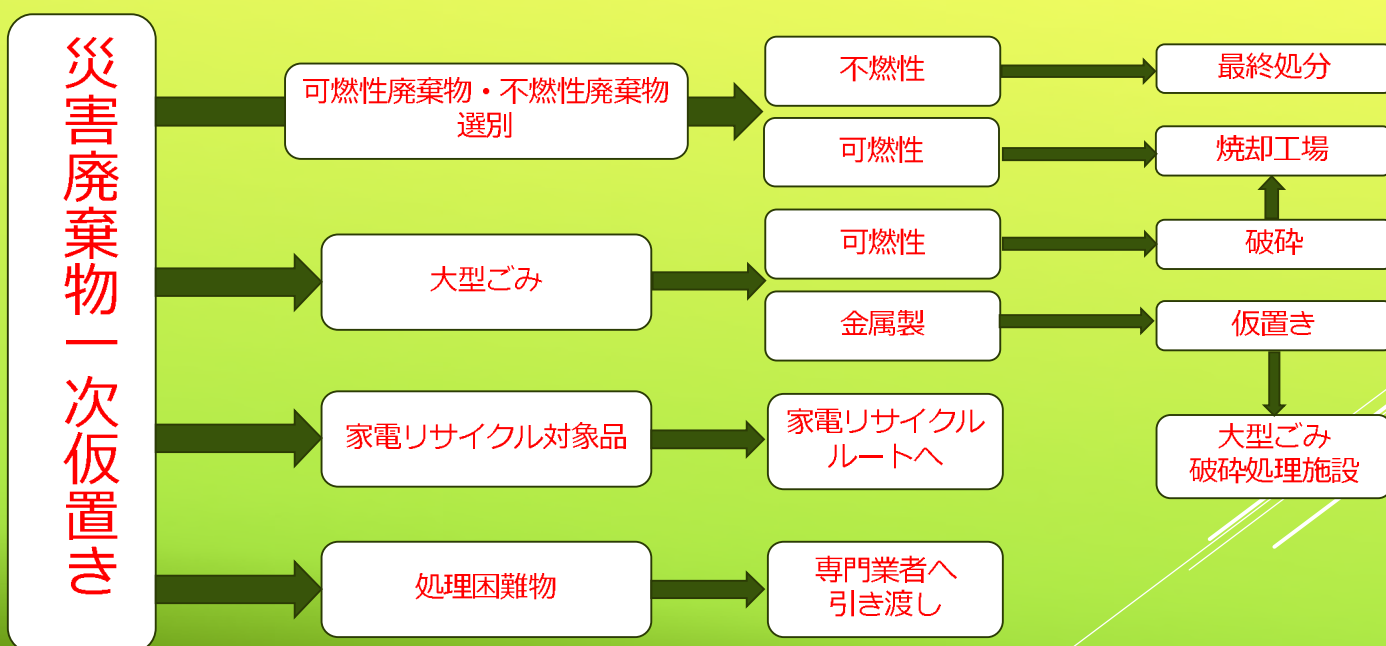 災害廃棄物一次仮置き
可燃性廃棄物・不燃性廃棄物
選別
不燃性
最終処分
可燃性
焼却工場
大型ごみ
可燃性
破砕
金属製
仮置き
大型ごみ
破砕処理施設
家電リサイクル対象品
家電リサイクル
ルートへ
処理困難物
専門業者へ
引き渡し